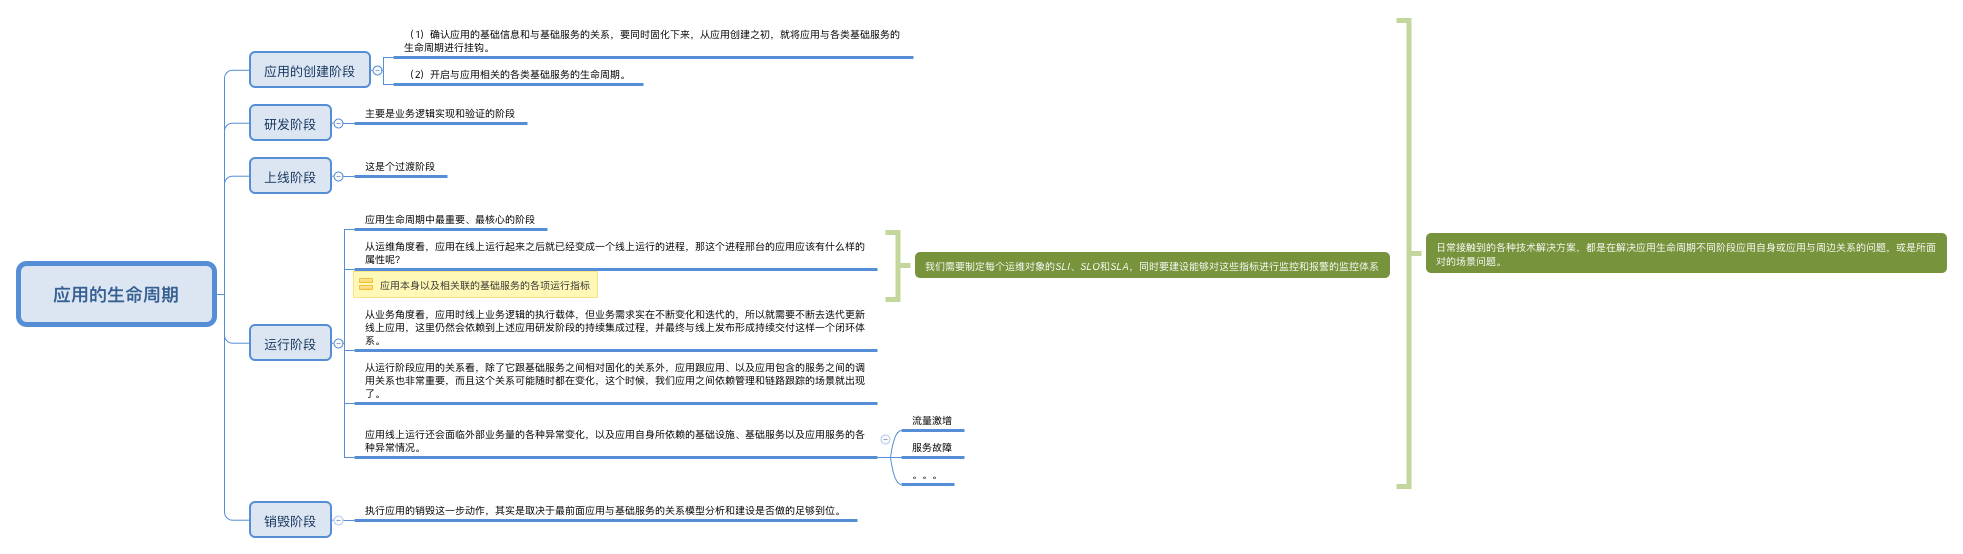 应用的生命周期
应用的创建阶段
（1）确认应用的基础信息和与基础服务的关系，要同时固化下来，从应用创建之初，就将应用与各类基础服务的
生命周期进行挂钩。
（2）开启与应用相关的各类基础服务的生命周期。
研发阶段
主要是业务逻辑实现和验证的阶段
上线阶段
这是个过渡阶段
运行阶段
应用生命周期中最重要、最核心的阶段
从运维角度看，应用在线上运行起来之后就已经变成一个线上运行的进程，那这个进程形台的应用应该有什么样的
属性呢？
应用本身以及相关联的基础服务的各项运行指标
我们需要制定每个运维对象的SLI、SLO和SLA，同时要建设能够对这些指标进行监控和报警的监控体系
从业务角度看，应用时线上业务逻辑的执行载体，但业务需求实在不断变化和迭代的，所以就需要不断去迭代更新
线上应用，这里仍然会依赖到上述应用研发阶段的持续集成过程，并最终与线上发布形成持续交付这样一个闭环体
系。
从运行阶段应用的关系看，除了它跟基础服务之间相对固化的关系外，应用跟应用、以及应用包含的服务之间的调
用关系也非常重要，而且这个关系可能随时都在变化，这个时候，我们应用之间依赖管理和链路跟踪的场景就出现
了。
应用线上运行还会面临外部业务量的各种异常变化，以及应用自身所依赖的基础设施、基础服务以及应用服务的各
种异常情况。
流量激增
服务故障
。。。
销毁阶段
执行应用的销毁这一步动作，其实是取决于最前面应用与基础服务的关系模型分析和建设是否做的足够到位。
日常接触到的各种技术解决方案，都是在解决应用生命周期不同阶段应用自身或应用与周边关系的问题，或是所面
对的场景问题。